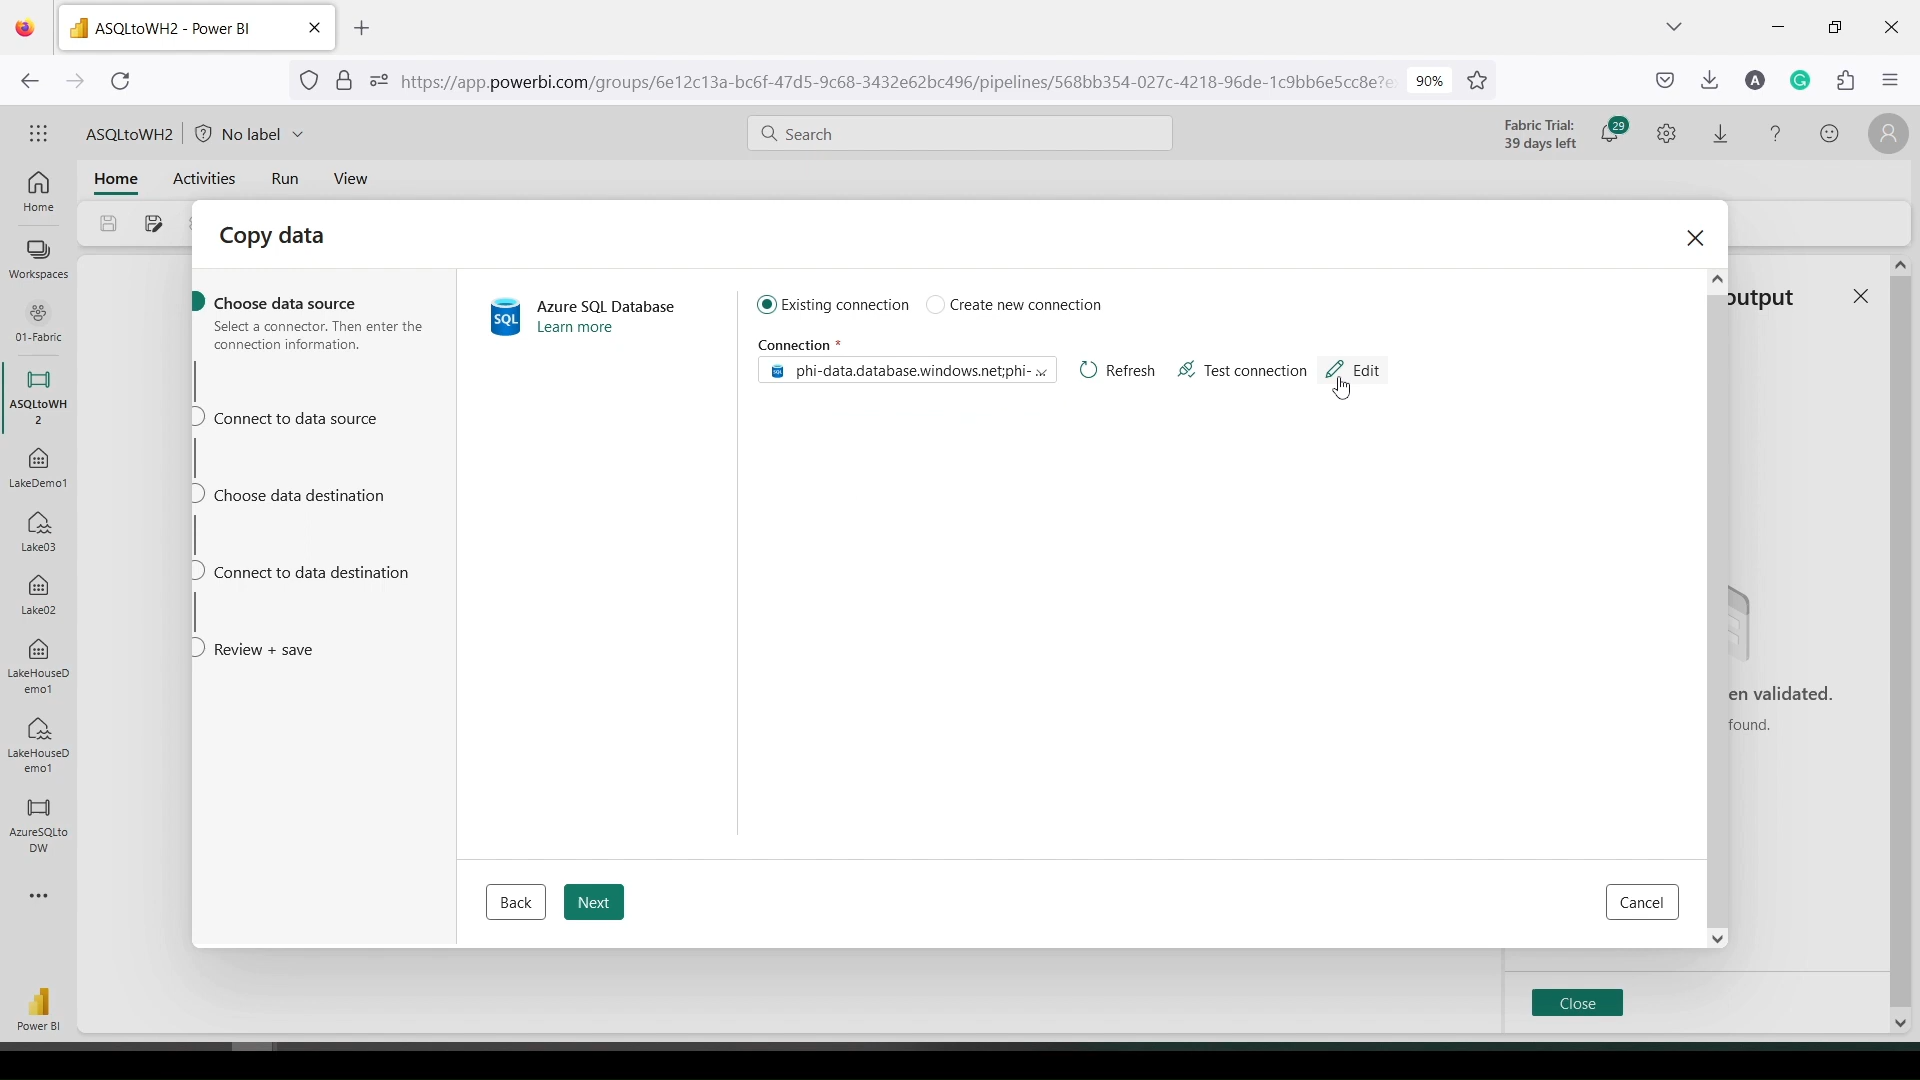 ASQLtoWH2 - Power BI
https://app.powerbi.com/groups/6e12c13a-bc6f-47d5-9c68-3432e62bc496/pipelines/568bb354-027c-4218-96de-1c9bb6e5cc8e?e
90%
A
G
ASQLtoWH2
No label
Search
Fabric Trial:
39 days left
29
Home
Activities
Run
View
Home
Workspaces
01-Fabric
ASQLtoWH
2
LakeDemo1
Lake03
Lake02
LakeHouseD
emo1
LakeHouseD
emo1
AzureSQLto
DW
Power BI
Copy data
Choose data source
Select a connector. Then enter the
connection information.
Connect to data source
Choose data destination
Connect to data destination
Review + save
SQL
Azure SQL Database
Learn more
Existing connection
Create new connection
Connection *
phi-data.database.windows.net;phi-
Refresh
Test connection
Edit
Back
Next
Cancel
output
en validated.
found.
Close